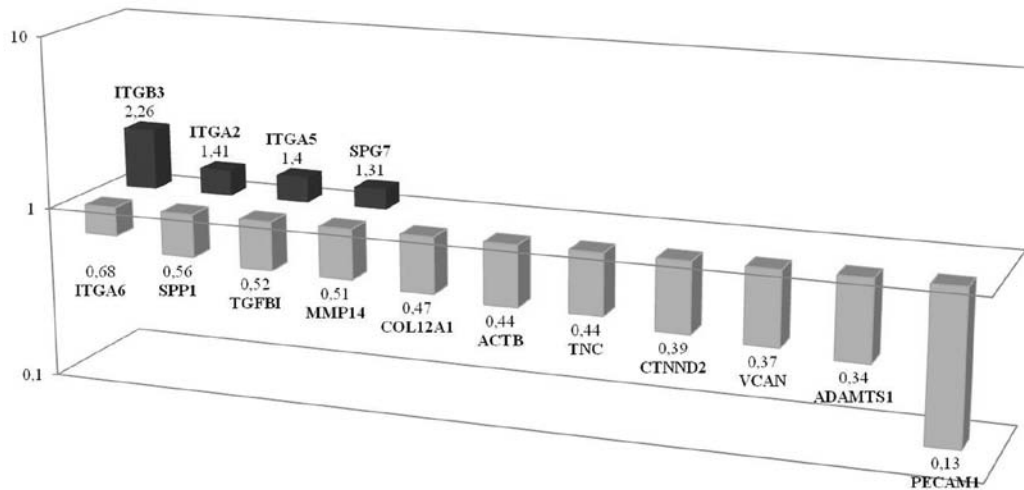 10
ITGB3
2,26
ITGA2
1,41
ITGA5
1,4
SPG7
1,31
1
0,68
ITGA6
0,56
SPP1
0,52
TGFBI
0,51
MMP14
0,47
COL12A1
0,44
ACTB
0,44
TNC
0,39
CTNND2
0,37
VCAN
0,34
ADAMTS1
0,1
0,13
PECAM1